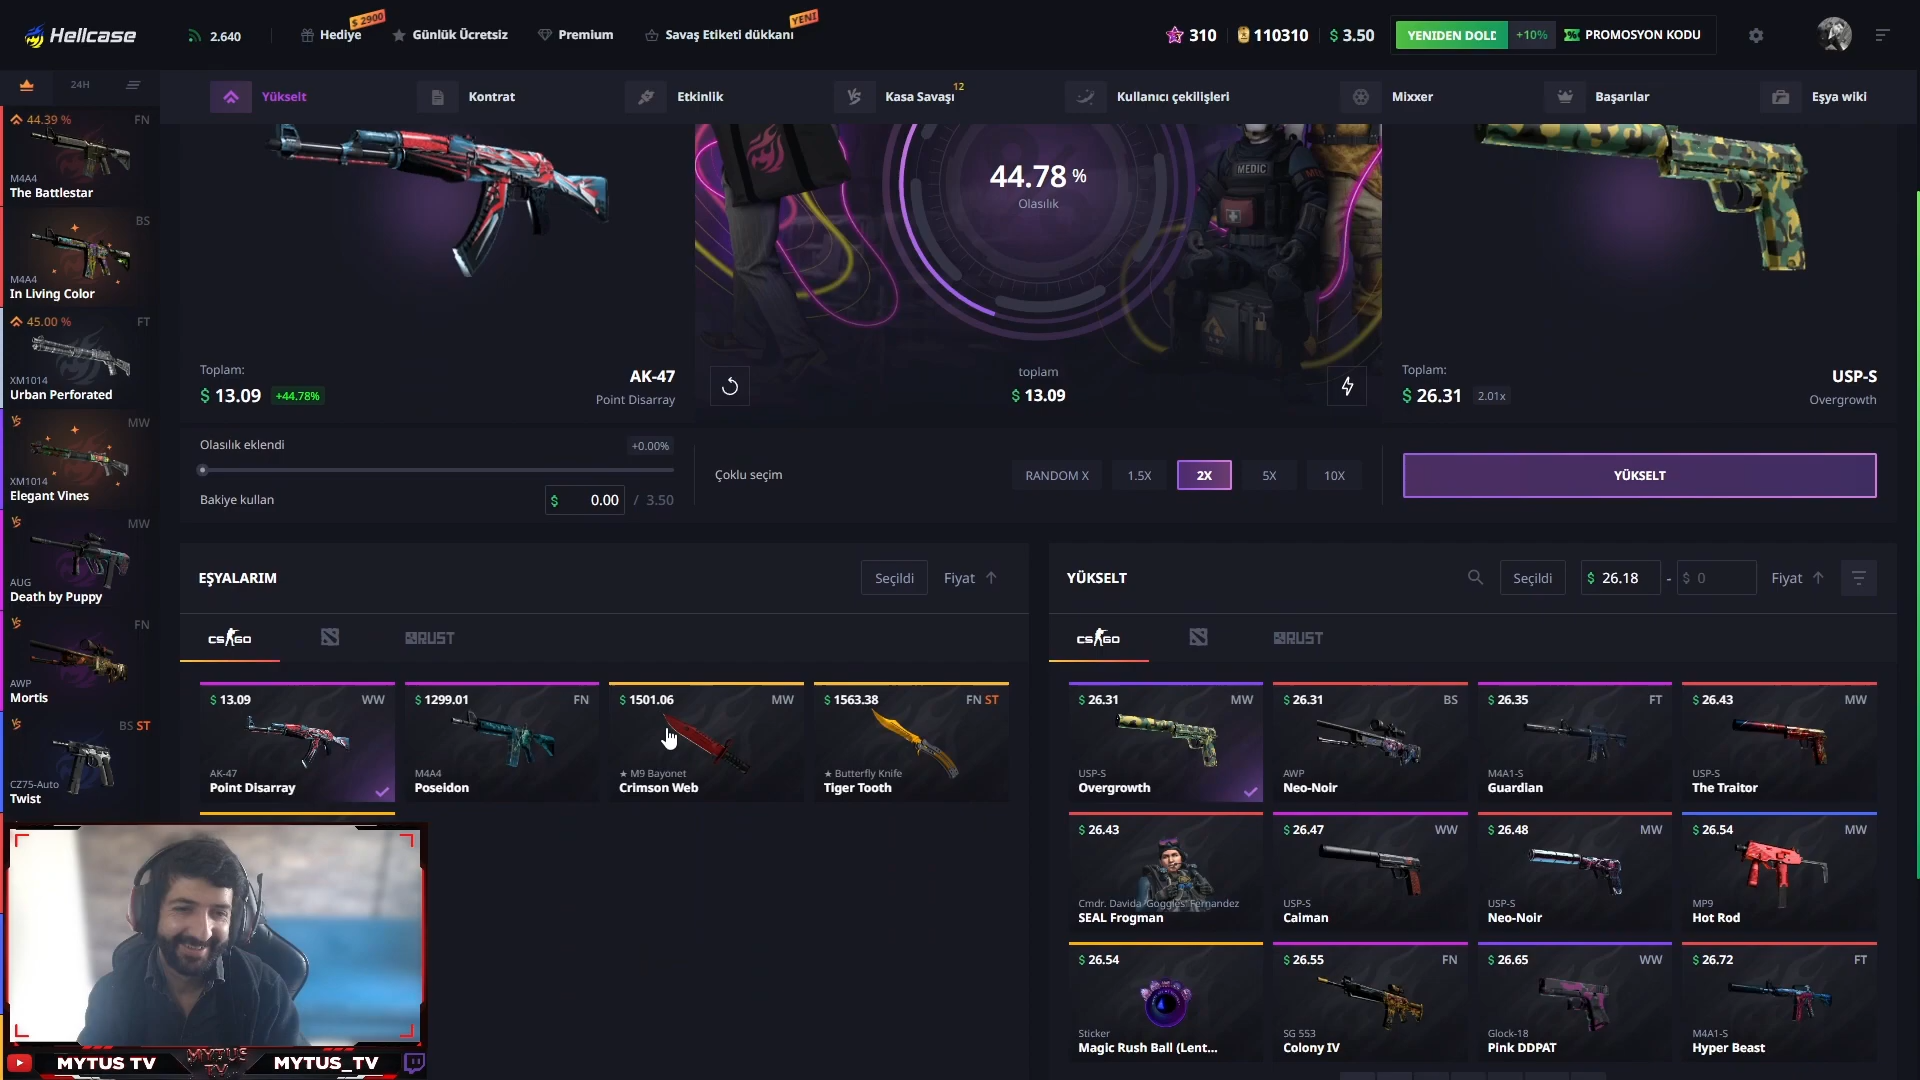 Hellcase
2.640
Hediye
$ 2900
Günlük Ücretsiz
Premium
Savaş Etiketi dükkanı
YENİ
310
110310
$ 3.50
YENİDEN DOLD
+10%
PROMOSYON KODU
24H
Yükselt
Kontrat
Etkinlik
Kasa Savaşı
12
Kullanıcı çekilişleri
Mixxer
Başarılar
Eşya wiki
44.39 %
FN
M4A4
The Battlestar
BS
M4A4
In Living Color
45.00 %
FT
XM1014
Urban Perforated
MW
XM1014
Elegant Vines
MW
AUG
Death by Puppy
FN
AWP
Mortis
BS ST
CZ75-Auto
Twist
MEDIC
44.78 %
Olasılık
Toplam:
$ 13.09
+44.78%
AK-47
Point Disarray
toplam
$ 13.09
Toplam:
$ 26.31
2.01x
USP-S
Overgrowth
Olasılık eklendi
+0.00%
Bakiye kullan
$ 0.00 / 3.50
Çoklu seçim
RANDOM X
1.5X
2X
5X
10X
YÜKSELT
EŞYALARIM
Seçildi
Fiyat
CS GO
RUST
$ 13.09
WW
AK-47
Point Disarray
$ 1299.01
FN
M4A4
Poseidon
$ 1501.06
MW
★ M9 Bayonet
Crimson Web
$ 1563.38
FN ST
★ Butterfly Knife
Tiger Tooth
YÜKSELT
Seçildi
$ 26.18 - $ 0
Fiyat
CS GO
RUST
$ 26.31
MW
USP-S
Overgrowth
$ 26.31
BS
AWP
Neo-Noir
$ 26.35
FT
M4A1-S
Guardian
$ 26.43
MW
USP-S
The Traitor
$ 26.43
Cmdr. Davida 'Goggles' Fernandez
SEAL Frogman
$ 26.47
WW
USP-S
Caiman
$ 26.48
MW
USP-S
Neo-Noir
$ 26.54
MW
MP9
Hot Rod
$ 26.54
Sticker
Magic Rush Ball (Lent...
$ 26.55
FN
SG 553
Colony IV
$ 26.65
WW
Glock-18
Pink DDPAT
$ 26.72
FT
M4A1-S
Hyper Beast
MYTUS TV
MYTUS TV
MYTUS_TV